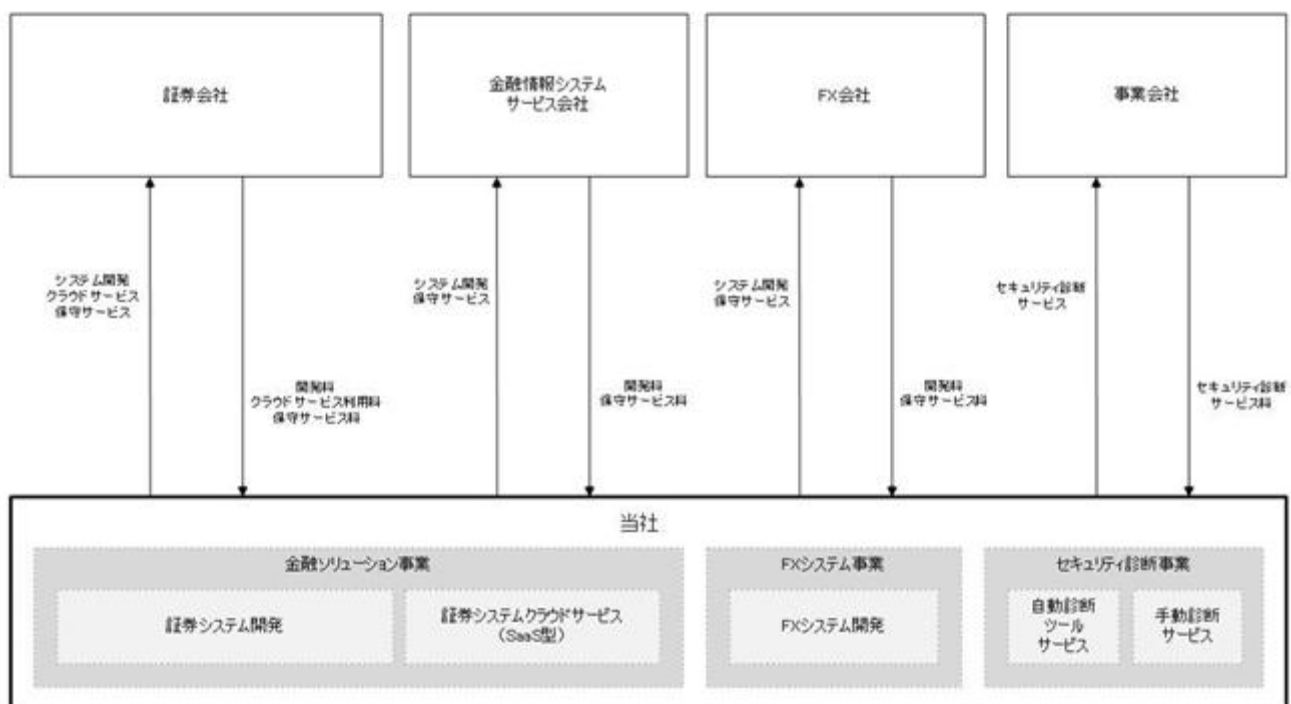 証券会社
金融情報システム
サービス会社
FX会社
事業会社
システム開発
クラウドサービス
保守サービス
開発料
クラウドサービス利用料
保守サービス料
システム開発
保守サービス
開発料
保守サービス料
システム開発
保守サービス
開発料
保守サービス料
セキュリティ診断
サービス
セキュリティ診断
サービス料
当社
金融ソリューション事業
証券システム開発
証券システムクラウドサービス
(SaaS型)
FXシステム事業
FXシステム開発
セキュリティ診断事業
自動診断
ツール
サービス
手動診断
サービス